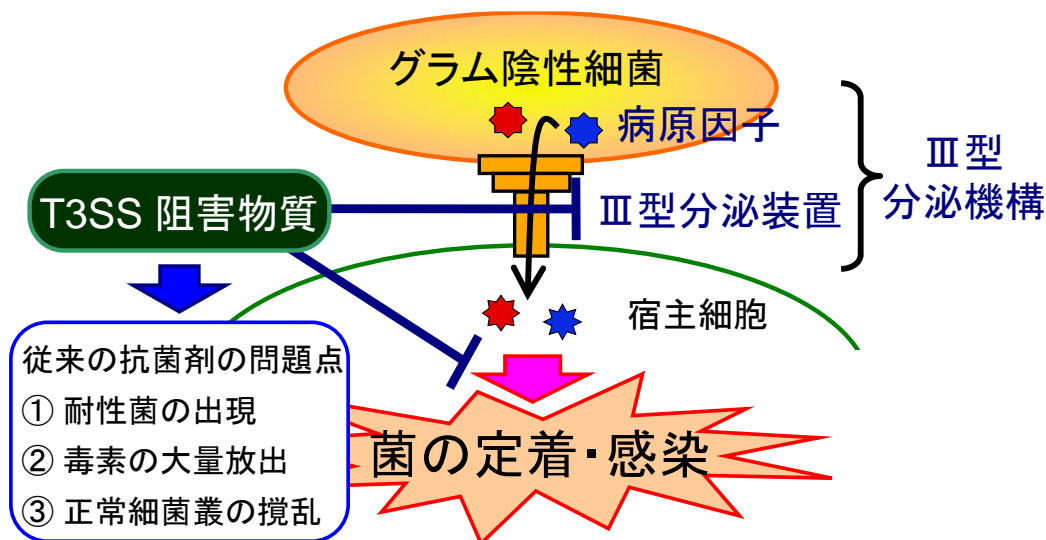 グラム陰性細菌
病原因子
Ⅲ型
分泌機構
T3SS 阻害物質
Ⅲ型分泌装置
宿主細胞
従来の抗菌剤の問題点
① 耐性菌の出現
② 毒素の大量放出
③ 正常細菌叢の撹乱
菌の定着・感染